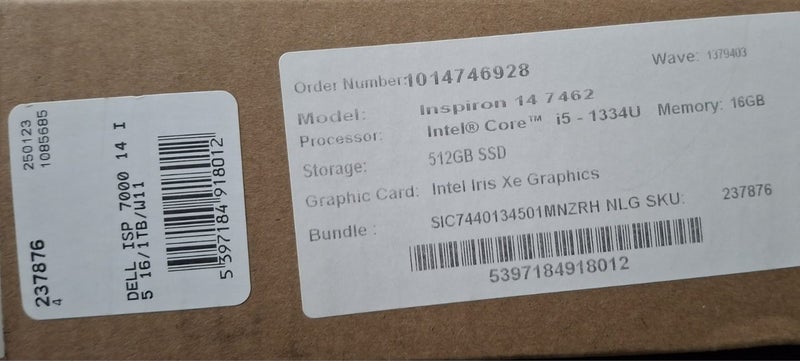 250123
1085685
237876
4
DELL ISP 7000 14 I
5 16/1TB/W11
5 397184 918012
Order Number:1014746928
Wave: 1379403
Model: Inspiron 14 7462
Processor: Intel® Core™ i5 - 1334U Memory: 16GB
Storage: 512GB SSD
Graphic Card: Intel Iris Xe Graphics
Bundle : SIC7440134501MNZRH NLG SKU: 237876
5397184918012